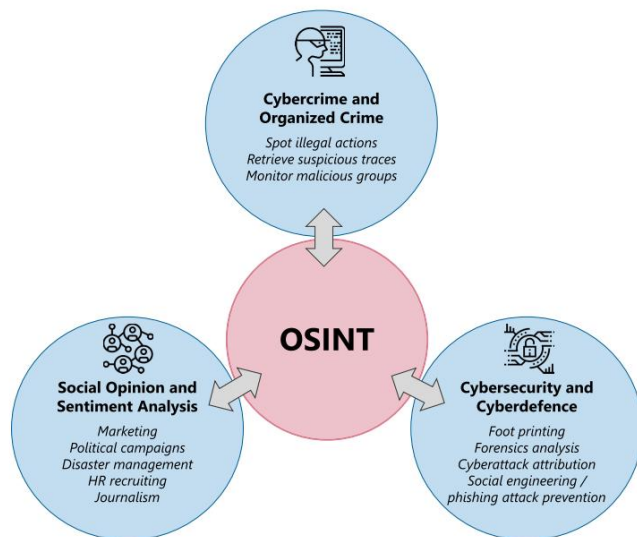 Cybercrime and
Organized Crime
Spot illegal actions
Retrieve suspicious traces
Monitor malicious groups
OSINT
Social Opinion and
Sentiment Analysis
Marketing
Political campaigns
Disaster management
HR recruiting
Journalism
Cybersecurity and
Cyberdefence
Foot printing
Forensics analysis
Cyberattack attribution
Social engineering /
phishing attack prevention